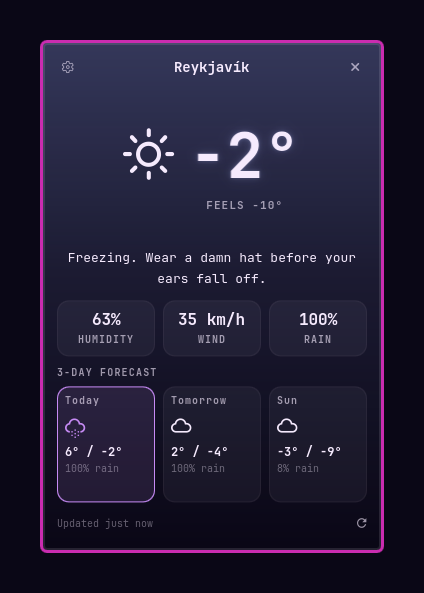 Reykjavík
-2°
FEELS -10°
Freezing. Wear a damn hat before your
ears fall off.
63%
HUMIDITY
35 km/h
WIND
100%
RAIN
3-DAY FORECAST
Today
6° / -2°
100% rain
Tomorrow
2° / -4°
100% rain
Sun
-3° / -9°
8% rain
Updated just now